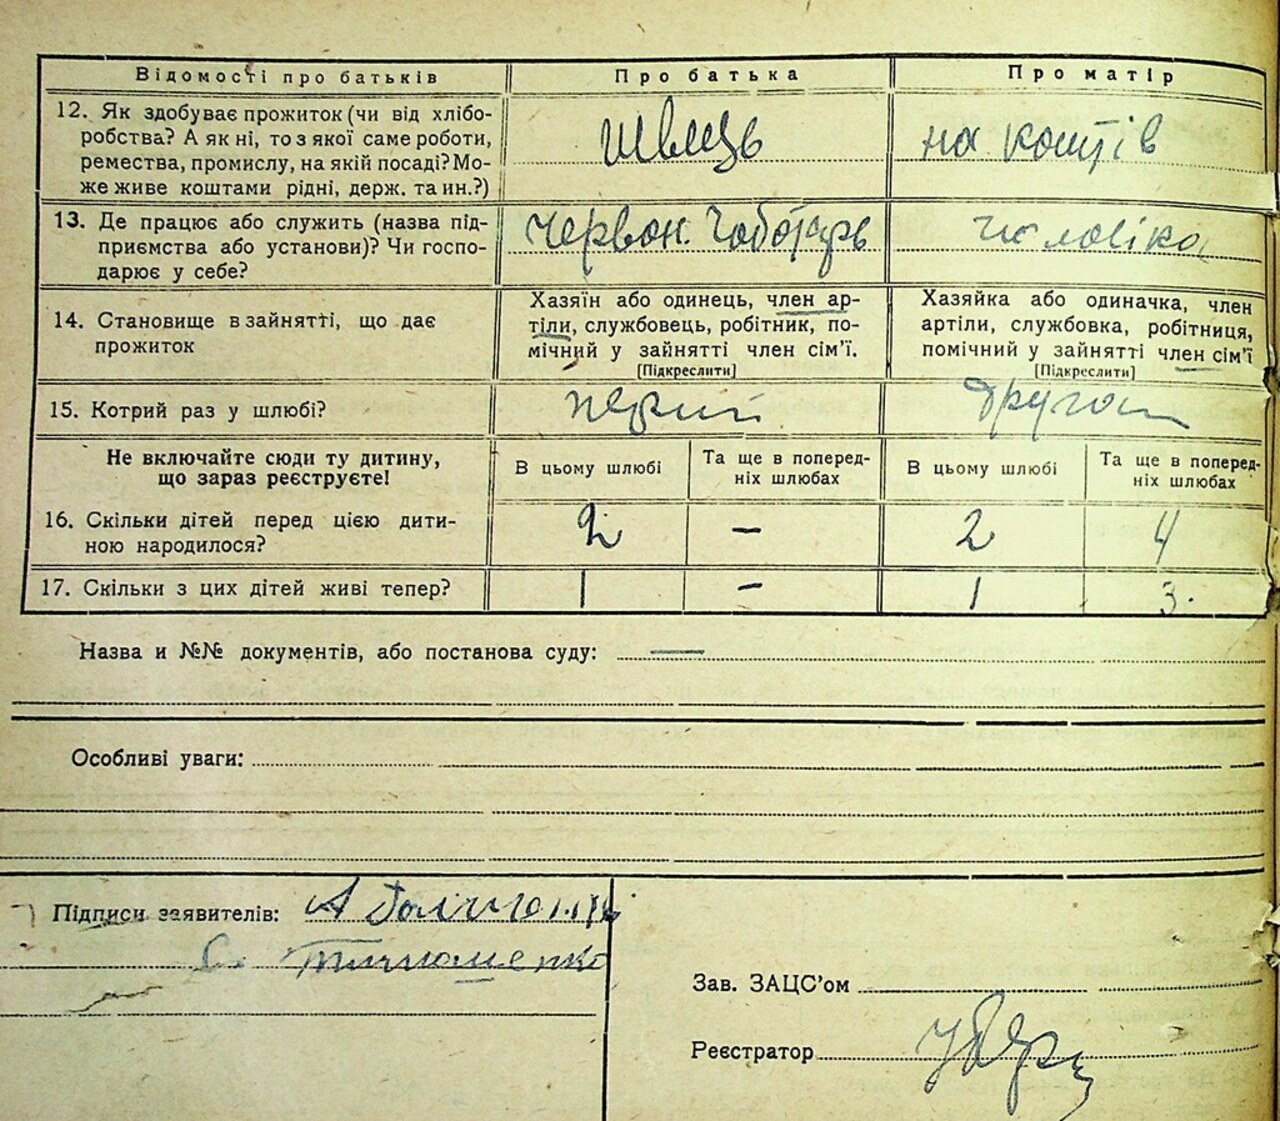 Відомості про батьків
Про батька
Про матір
12. Як здобуває прожиток (чи від хлібо-
робства? А як ні, то з якої саме роботи,
ремества, промислу, на якій посаді? Мо-
же живе коштами рідні, держ. та ин.?)
Швець
на коштів
13. Де працює або служить (назва під-
приємства або установи)? Чи госпо-
дарює у себе?
Червон. Чоботарь
чоловіка
14. Становище в зайнятті, що дає
прожиток
Хазяїн або одинець, член ар-
тіли, службовець, робітник, по-
мічний у зайнятті член сім'ї.
[Підкреслити]
Хазяйка або одиначка, член
артіли, службовка, робітниця,
помічний у зайнятті член сім'ї
[Підкреслити]
15. Котрий раз у шлюбі?
перший
друга
Не включайте сюди ту дитину,
що зараз реєструєте!
В цьому шлюбі
Та ще в поперед-
ніх шлюбах
В цьому шлюбі
Та ще в поперед-
ніх шлюбах
16. Скільки дітей перед цією дити-
ною народилося?
2
—
2
4
17. Скільки з цих дітей живі тепер?
1
—
1
3.
Назва и №№ документів, або постанова суду: —
Особливі уваги:
Підписи заявителів: А
Зав. ЗАЦС'ом
Реєстратор